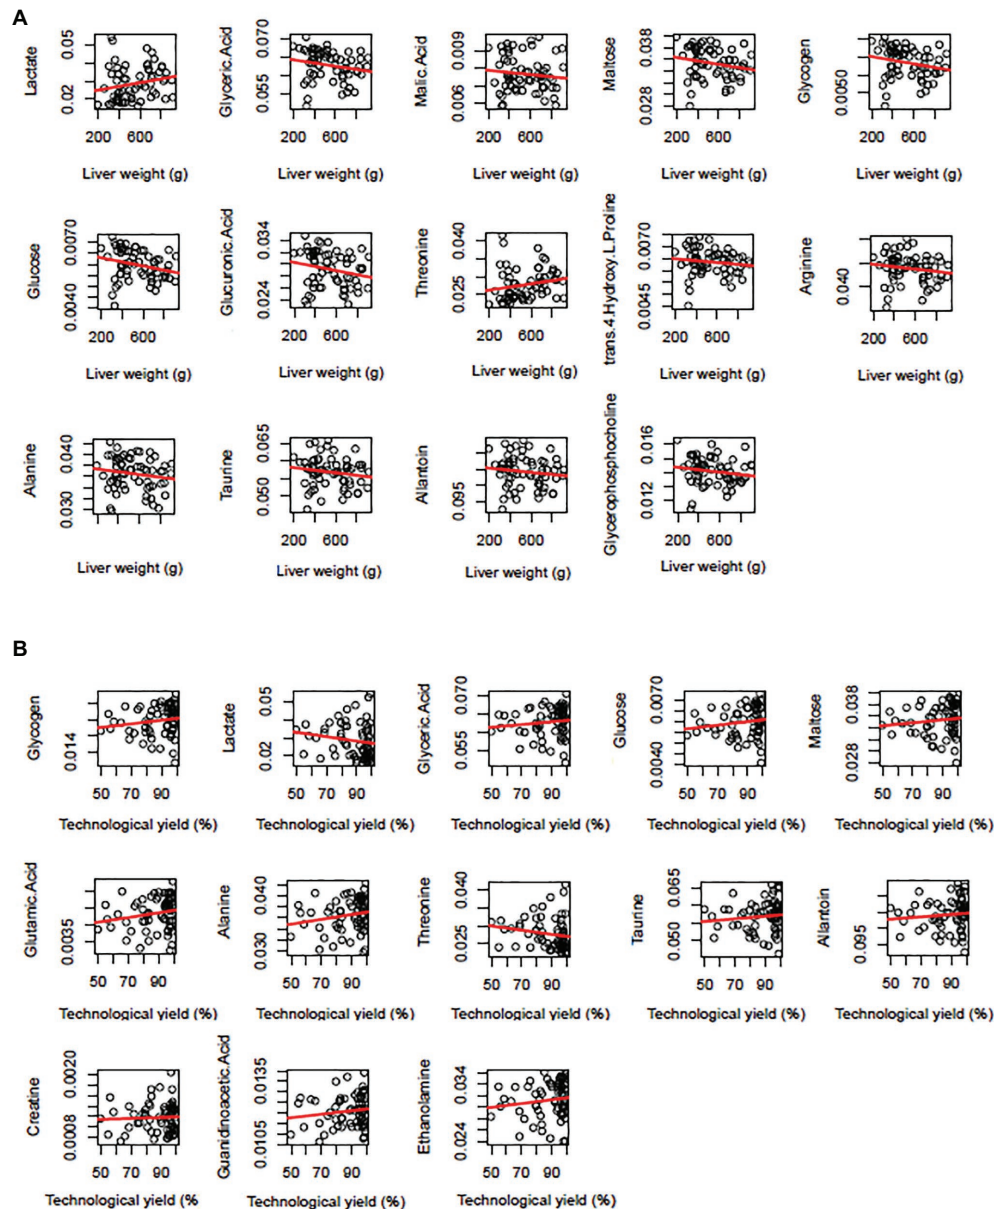 A
Lactate
0.02 0.05
200 600
Liver weight (g)
Glyceric.Acid
0.055 0.070
200 600
Liver weight (g)
Malic.Acid
0.006 0.009
200 600
Liver weight (g)
Maltose
0.028 0.038
200 600
Liver weight (g)
Glycogen
0.0050
200 600
Liver weight (g)
Glucose
0.0040 0.0070
200 600
Liver weight (g)
Glucuronic.Acid
0.024 0.034
200 600
Liver weight (g)
Threonine
0.025 0.040
200 600
Liver weight (g)
trans.4.Hydroxy.L.Proline
0.0045 0.0070
200 600
Liver weight (g)
Arginine
0.040
200 600
Liver weight (g)
Alanine
0.030 0.040
200 600
Liver weight (g)
Taurine
0.050 0.065
200 600
Liver weight (g)
Allantoin
0.095
200 600
Liver weight (g)
Glycerophosphocholine
0.012 0.016
200 600
Liver weight (g)
B
Glycogen
0.014
50 70 90
Technological yield (%)
Lactate
0.02 0.05
50 70 90
Technological yield (%)
Glyceric.Acid
0.055 0.070
50 70 90
Technological yield (%)
Glucose
0.0040 0.0070
50 70 90
Technological yield (%)
Maltose
0.028 0.038
50 70 90
Technological yield (%)
Glutamic.Acid
0.0035
50 70 90
Technological yield (%)
Alanine
0.030 0.040
50 70 90
Technological yield (%)
Threonine
0.025 0.040
50 70 90
Technological yield (%)
Taurine
0.050 0.065
50 70 90
Technological yield (%)
Allantoin
0.095
50 70 90
Technological yield (%)
Creatine
0.0008 0.0020
50 70 90
Technological yield (%
Guanidinoacetic.Acid
0.0105 0.0135
50 70 90
Technological yield (%)
Ethanolamine
0.024 0.034
50 70 90
Technological yield (%)